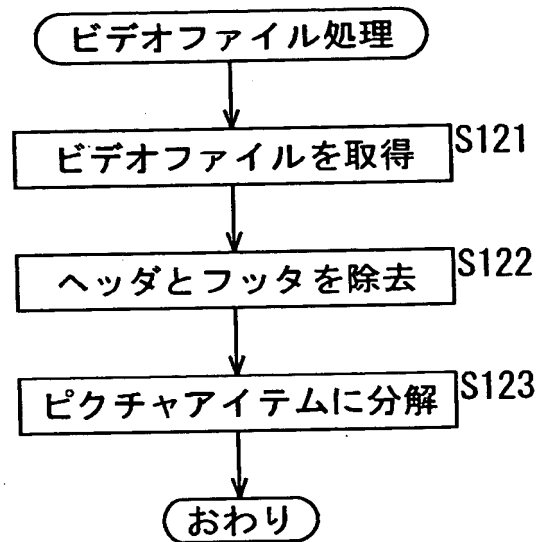 ビデオファイル処理
ビデオファイルを取得 S121
ヘッダとフッタを除去 S122
ピクチャアイテムに分解 S123
おわり